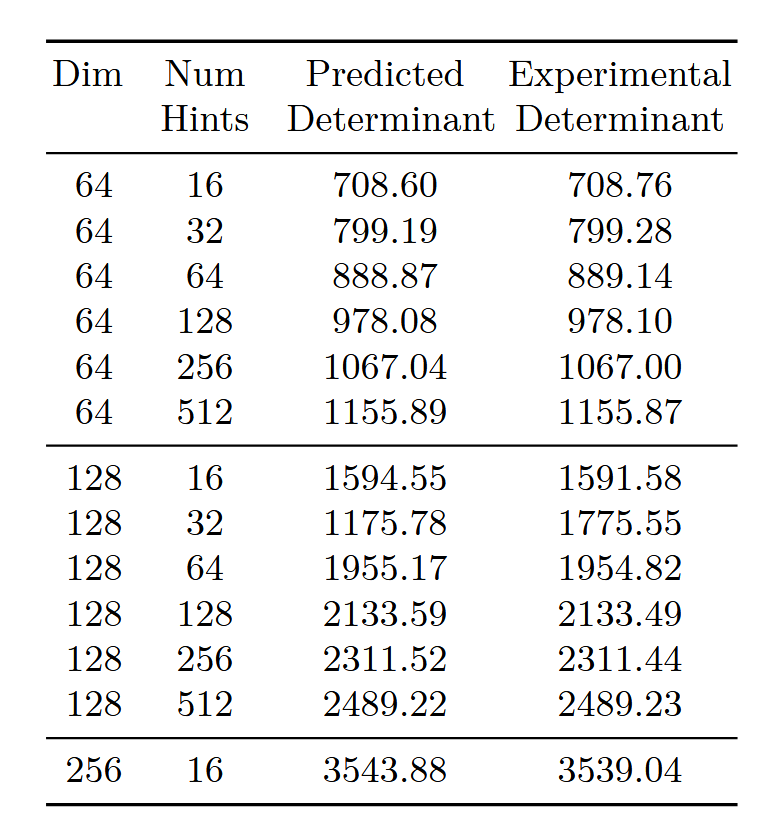 Dim Num Predicted Experimental
Hints Determinant Determinant
64 16 708.60 708.76
64 32 799.19 799.28
64 64 888.87 889.14
64 128 978.08 978.10
64 256 1067.04 1067.00
64 512 1155.89 1155.87
128 16 1594.55 1591.58
128 32 1175.78 1775.55
128 64 1955.17 1954.82
128 128 2133.59 2133.49
128 256 2311.52 2311.44
128 512 2489.22 2489.23
256 16 3543.88 3539.04